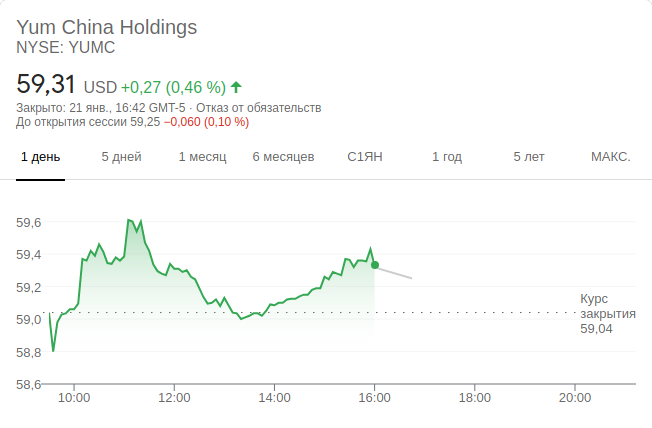 Yum China Holdings
NYSE: YUMC
59,31 USD +0,27 (0,46 %)
Закрыто: 21 янв., 16:42 GMT-5 · Отказ от обязательств
До открытия сессии 59,25 −0,060 (0,10 %)
1 день 5 дней 1 месяц 6 месяцев С1ЯН 1 год 5 лет МАКС.
59,6
59,4
59,2
59,0
58,8
58,6
Курс
закрытия
59,04
10:00 12:00 14:00 16:00 18:00 20:00